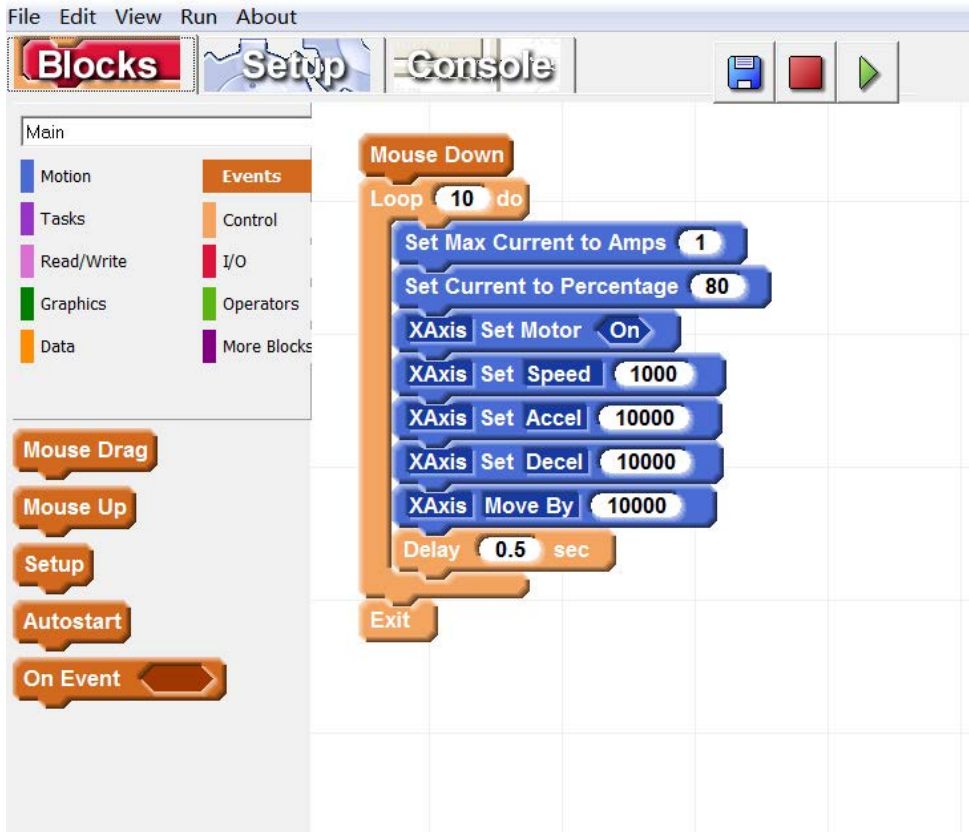 File Edit View Run About
Blocks Setup Console
Main
Motion Events
Tasks Control
Read/Write I/O
Graphics Operators
Data More Blocks
Mouse Drag
Mouse Up
Setup
Autostart
On Event
Mouse Down
Loop 10 do
Set Max Current to Amps 1
Set Current to Percentage 80
XAxis Set Motor On
XAxis Set Speed 1000
XAxis Set Accel 10000
XAxis Set Decel 10000
XAxis Move By 10000
Delay 0.5 sec
Exit